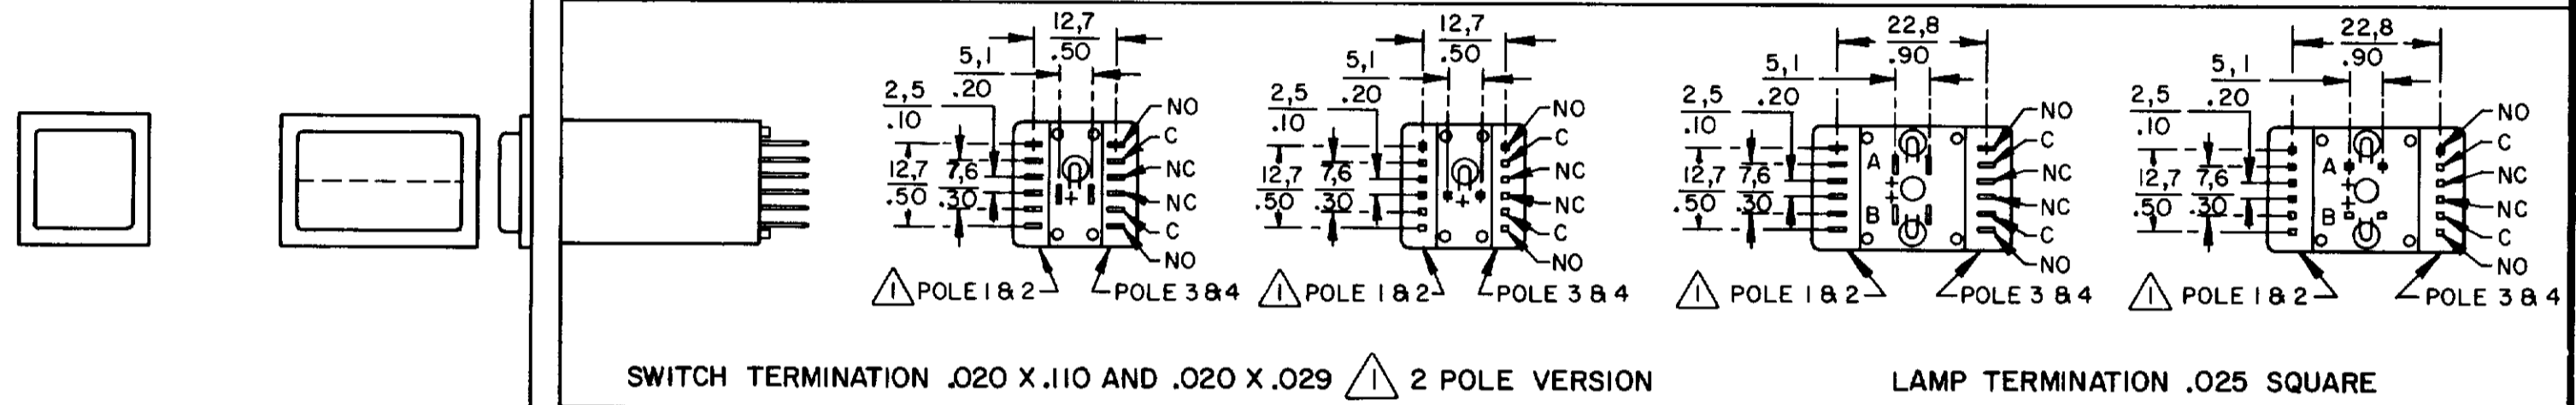 12,7
.50
5,1
.20
2,5
.10
12,7
.50
7,6
.30
NO
C
NC
NC
C
NO
+
1 POLE 1 & 2
POLE 3 & 4
12,7
.50
5,1
.20
2,5
.10
12,7
.50
7,6
.30
NO
C
NC
NC
C
NO
+
1 POLE 1 & 2
POLE 3 & 4
22,8
.90
5,1
.20
2,5
.10
12,7
.50
7,6
.30
A
+
+
B
NO
C
NC
NC
C
NO
1 POLE 1 & 2
POLE 3 & 4
22,8
.90
5,1
.20
2,5
.10
12,7
.50
7,6
.30
A
+
+
B
NO
C
NC
NC
C
NO
1 POLE 1 & 2
POLE 3 & 4
SWITCH TERMINATION .020 X .110 AND .020 X .029 1 2 POLE VERSION
LAMP TERMINATION .025 SQUARE